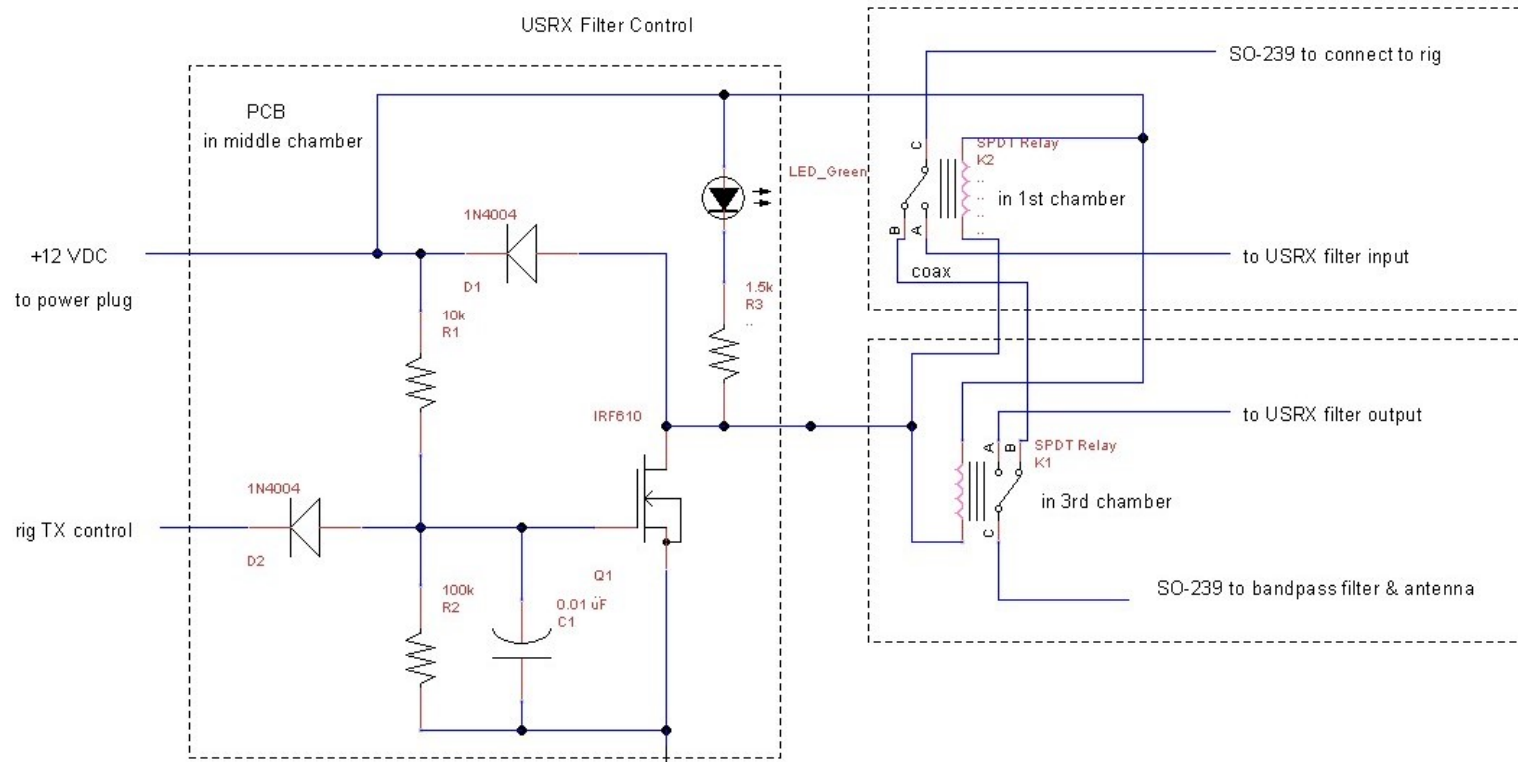 USRX Filter Control
SO-239 to connect to rig
PCB
in middle chamber
C
SPDT Relay
K2
..
..
..
..
in 1st chamber
LED_Green
B
A
1N4004
+12 VDC
to power plug
D1
to USRX filter input
coax
10k
R1
1.5k
R3
..
IRF610
to USRX filter output
A
B
SPDT Relay
K1
in 3rd chamber
1N4004
rig TX control
D2
C
Q1
..
100k
R2
0.01 uF
C1
SO-239 to bandpass filter & antenna